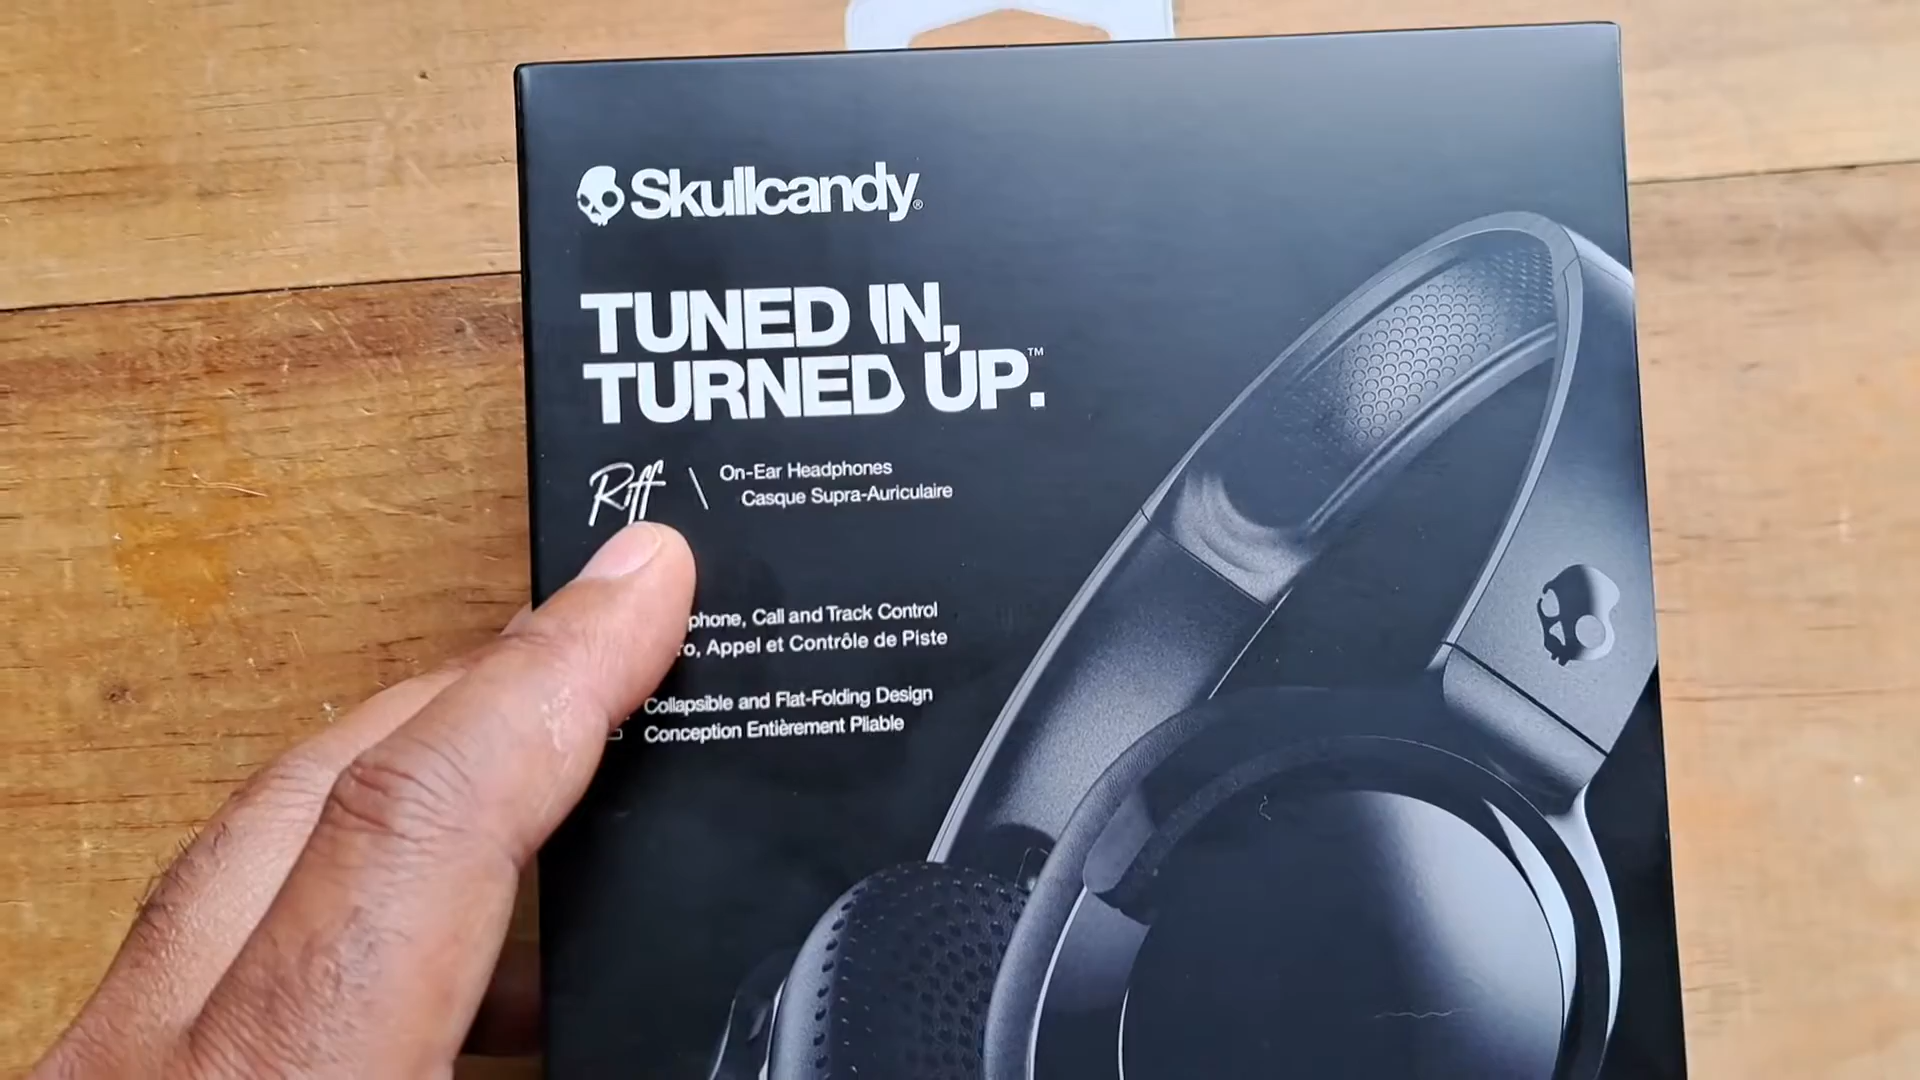 Skullcandy®
TUNED IN,
TURNED UP.™
Riff \ On-Ear Headphones
Casque Supra-Auriculaire
Call and Track Control
Appel et Contrôle de Piste
Collapsible and Flat-Folding Design
Conception Entièrement Pliable